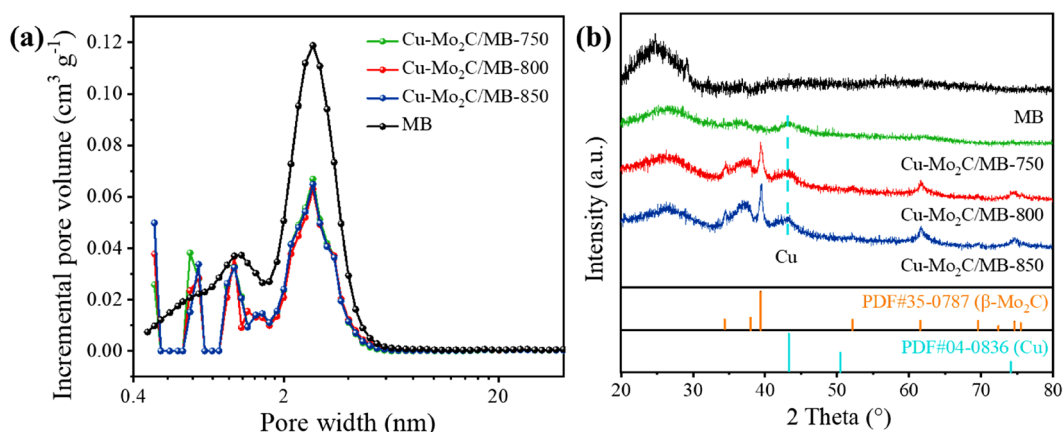 (a)
Incremental pore volume (cm³ g⁻¹)
0.12
0.10
0.08
0.06
0.04
0.02
0.00
Cu-Mo₂C/MB-750
Cu-Mo₂C/MB-800
Cu-Mo₂C/MB-850
MB
0.4
2
20
Pore width (nm)
(b)
Intensity (a.u.)
MB
Cu-Mo₂C/MB-750
Cu-Mo₂C/MB-800
Cu
Cu-Mo₂C/MB-850
PDF#35-0787 (β-Mo₂C)
PDF#04-0836 (Cu)
20 30 40 50 60 70 80
2 Theta (°)